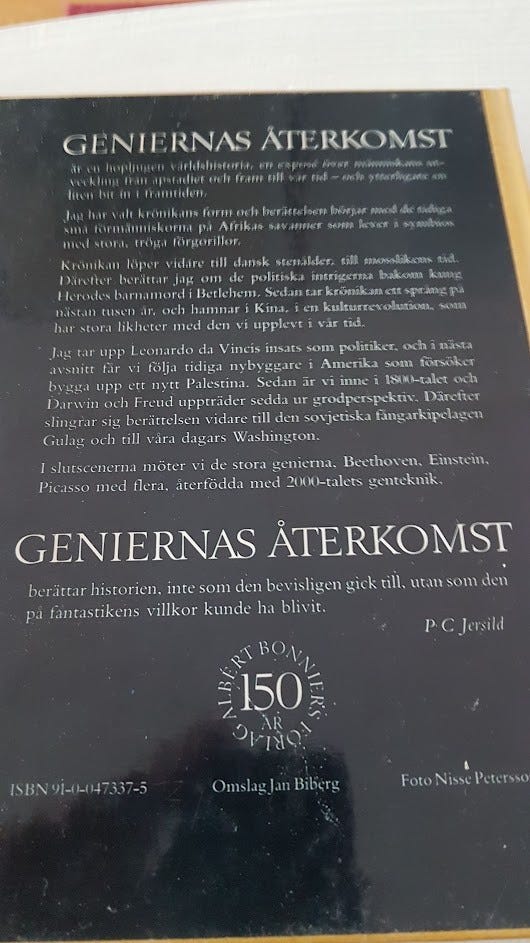 GENIERNAS ÅTERKOMST
är en hopljugen världshistoria, en exposé över människans ut-
veckling från apstadiet och fram till vår tid – och ytterligare en
liten bit in i framtiden.
Jag har valt krönikans form och berättelsen börjar med de tidiga
små förmänniskorna på Afrikas savanner som lever i symbios
med stora, tröga förgorillor.
Krönikan löper vidare till dansk stenålder, till mosslikens tid.
Därefter berättar jag om de politiska intrigerna bakom kung
Herodes barnamord i Betlehem. Sedan tar krönikan ett språng på
nästan tusen år, och hamnar i Kina, i en kulturrevolution, som
har stora likheter med den vi upplevt i vår tid.
Jag tar upp Leonardo da Vincis insats som politiker, och i nästa
avsnitt får vi följa tidiga nybyggare i Amerika som försöker
bygga upp ett nytt Palestina. Sedan är vi inne i 1800-talet och
Darwin och Freud uppträder sedda ur grodperspektiv. Därefter
slingrar sig berättelsen vidare till den sovjetiska fångarkipelagen
Gulag och till våra dagars Washington.
I slutscenerna möter vi de stora genierna, Beethoven, Einstein,
Picasso med flera, återfödda med 2000-talets genteknik.
GENIERNAS ÅTERKOMST
berättar historien, inte som den bevisligen gick till, utan som den
på fantastikens villkor kunde ha blivit.
P C Jersild
ALBERT BONNIERS FÖRLAG
150
ÅR
ISBN 91-0-047337-5 Omslag Jan Biberg Foto Nisse Petersso